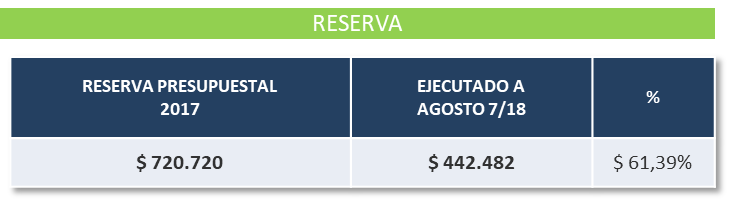 RESERVA
RESERVA PRESUPUESTAL
2017
EJECUTADO A
AGOSTO 7/18
%
$ 720.720
$ 442.482
$ 61,39%